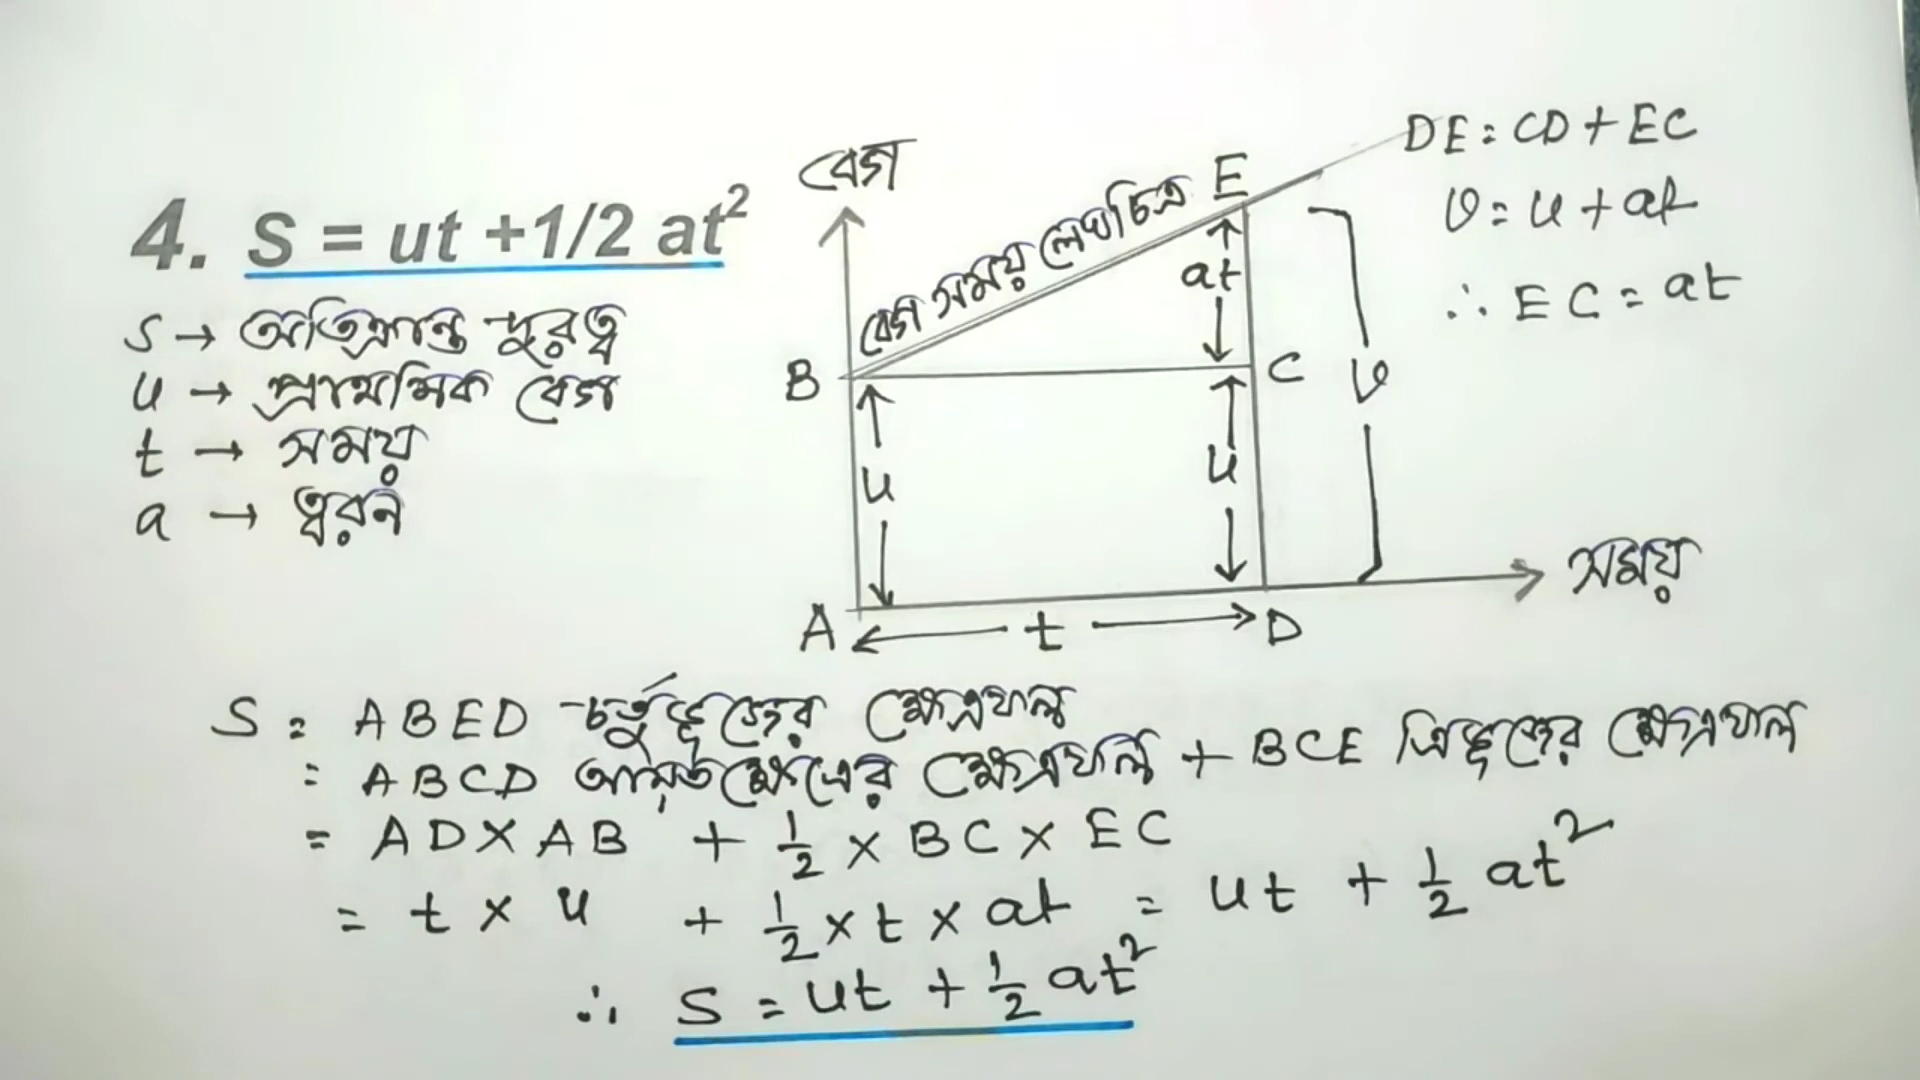 4. S = ut +1/2 at²
s → অতিক্রান্ত দুরত্ব
u → প্রাথমিক বেগ
t → সময়
a → ত্বরন
বেগ
বেগ সময় লেখচিত্র
E
at
B
C
u
u
v
A
t
D
সময়
DE = CD + EC
v = u + at
∴ EC = at
S = ABED চর্তুভূজের ক্ষেত্রফল
= ABCD আয়তক্ষেত্রের ক্ষেত্রফল + BCE ত্রিভূজের ক্ষেত্রফল
= AD × AB + 1/2 × BC × EC
= t × u + 1/2 × t × at = ut + 1/2 at²
∴ S = ut + 1/2 at²